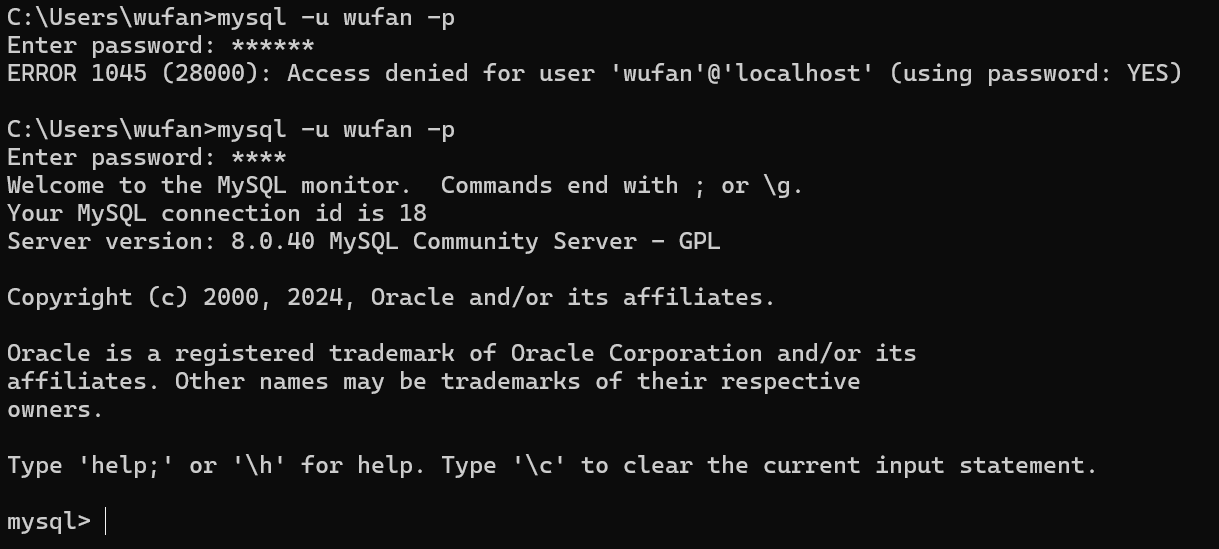 C:\Users\wufan>mysql -u wufan -p
Enter password: ******
ERROR 1045 (28000): Access denied for user 'wufan'@'localhost' (using password: YES)
C:\Users\wufan>mysql -u wufan -p
Enter password: ****
Welcome to the MySQL monitor.  Commands end with ; or \g.
Your MySQL connection id is 18
Server version: 8.0.40 MySQL Community Server - GPL
Copyright (c) 2000, 2024, Oracle and/or its affiliates.
Oracle is a registered trademark of Oracle Corporation and/or its
affiliates. Other names may be trademarks of their respective
owners.
Type 'help;' or '\h' for help. Type '\c' to clear the current input statement.
mysql>